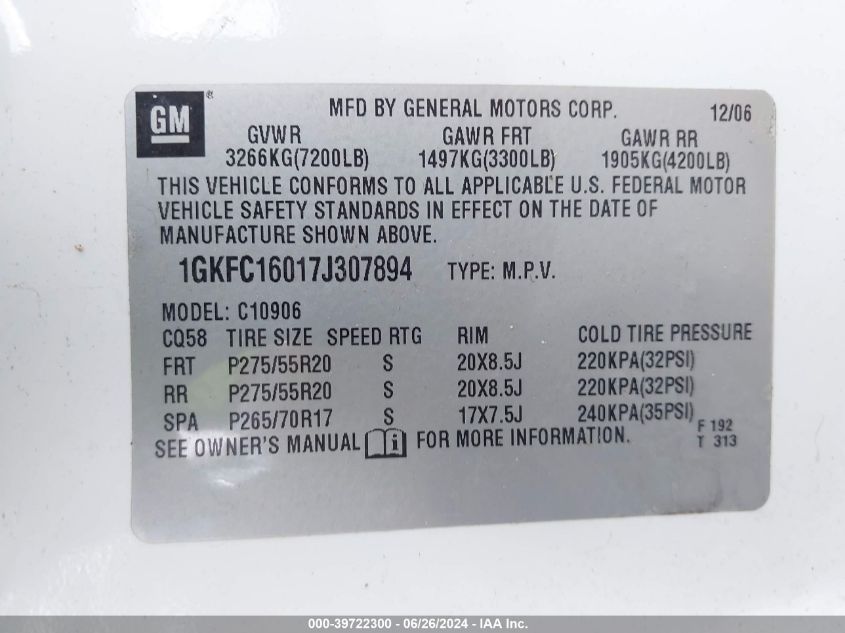 GM ® MFD BY GENERAL MOTORS CORP. 12/06
GVWR GAWR FRT GAWR RR
3266KG(7200LB) 1497KG(3300LB) 1905KG(4200LB)
THIS VEHICLE CONFORMS TO ALL APPLICABLE U.S. FEDERAL MOTOR
VEHICLE SAFETY STANDARDS IN EFFECT ON THE DATE OF
MANUFACTURE SHOWN ABOVE.
1GKFC16017J307894 TYPE: M.P.V.
MODEL: C10906
CQ58 TIRE SIZE SPEED RTG RIM COLD TIRE PRESSURE
FRT P275/55R20 S 20X8.5J 220KPA(32PSI)
RR P275/55R20 S 20X8.5J 220KPA(32PSI)
SPA P265/70R17 S 17X7.5J 240KPA(35PSI)
F 192
SEE OWNER'S MANUAL i FOR MORE INFORMATION.
T 313
000-39722300 - 06/26/2024 - IAA Inc.